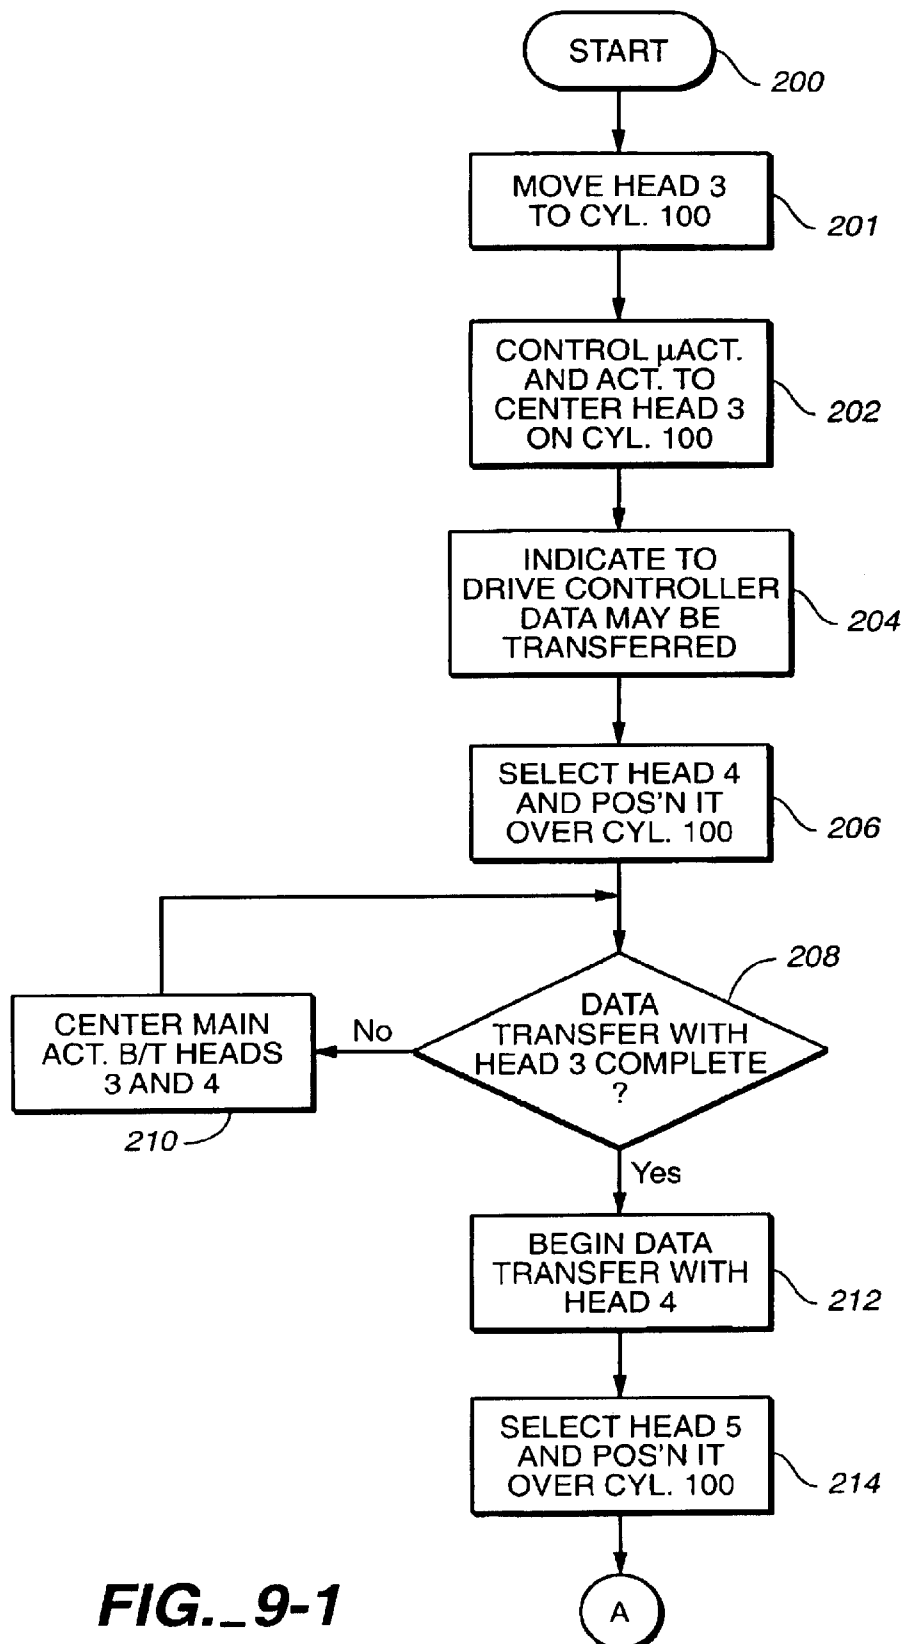 START
200
MOVE HEAD 3
TO CYL. 100
201
CONTROL µACT.
AND ACT. TO
CENTER HEAD 3
ON CYL. 100
202
INDICATE TO
DRIVE CONTROLLER
DATA MAY BE
TRANSFERRED
204
SELECT HEAD 4
AND POS'N IT
OVER CYL. 100
206
208
DATA
TRANSFER WITH
HEAD 3 COMPLETE
?
No
CENTER MAIN
ACT. B/T HEADS
3 AND 4
210
Yes
BEGIN DATA
TRANSFER WITH
HEAD 4
212
SELECT HEAD 5
AND POS'N IT
OVER CYL. 100
214
A
FIG._9-1